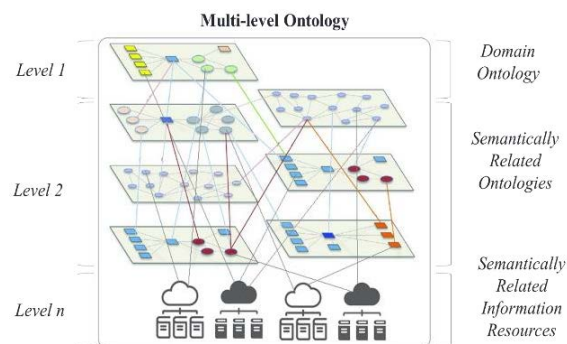 Multi-level Ontology
Level 1
Domain
Ontology
Level 2
Semantically
Related
Ontologies
Level n
Semantically
Related
Information
Resources